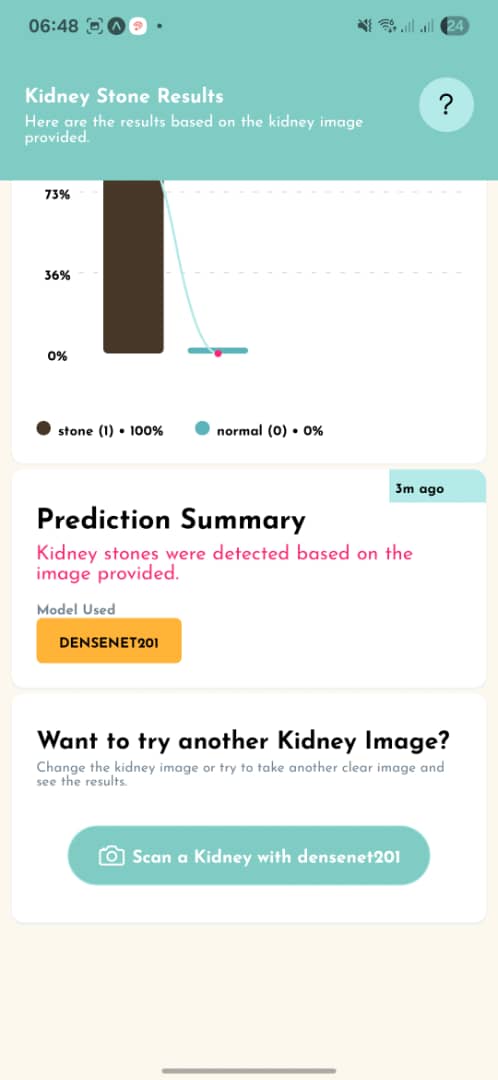 06:48
24
Kidney Stone Results
?
Here are the results based on the kidney image
provided.
73%
36%
0%
stone (1) • 100%
normal (0) • 0%
3m ago
Prediction Summary
Kidney stones were detected based on the
image provided.
Model Used
DENSENET201
Want to try another Kidney Image?
Change the kidney image or try to take another clear image and
see the results.
Scan a Kidney with densenet201